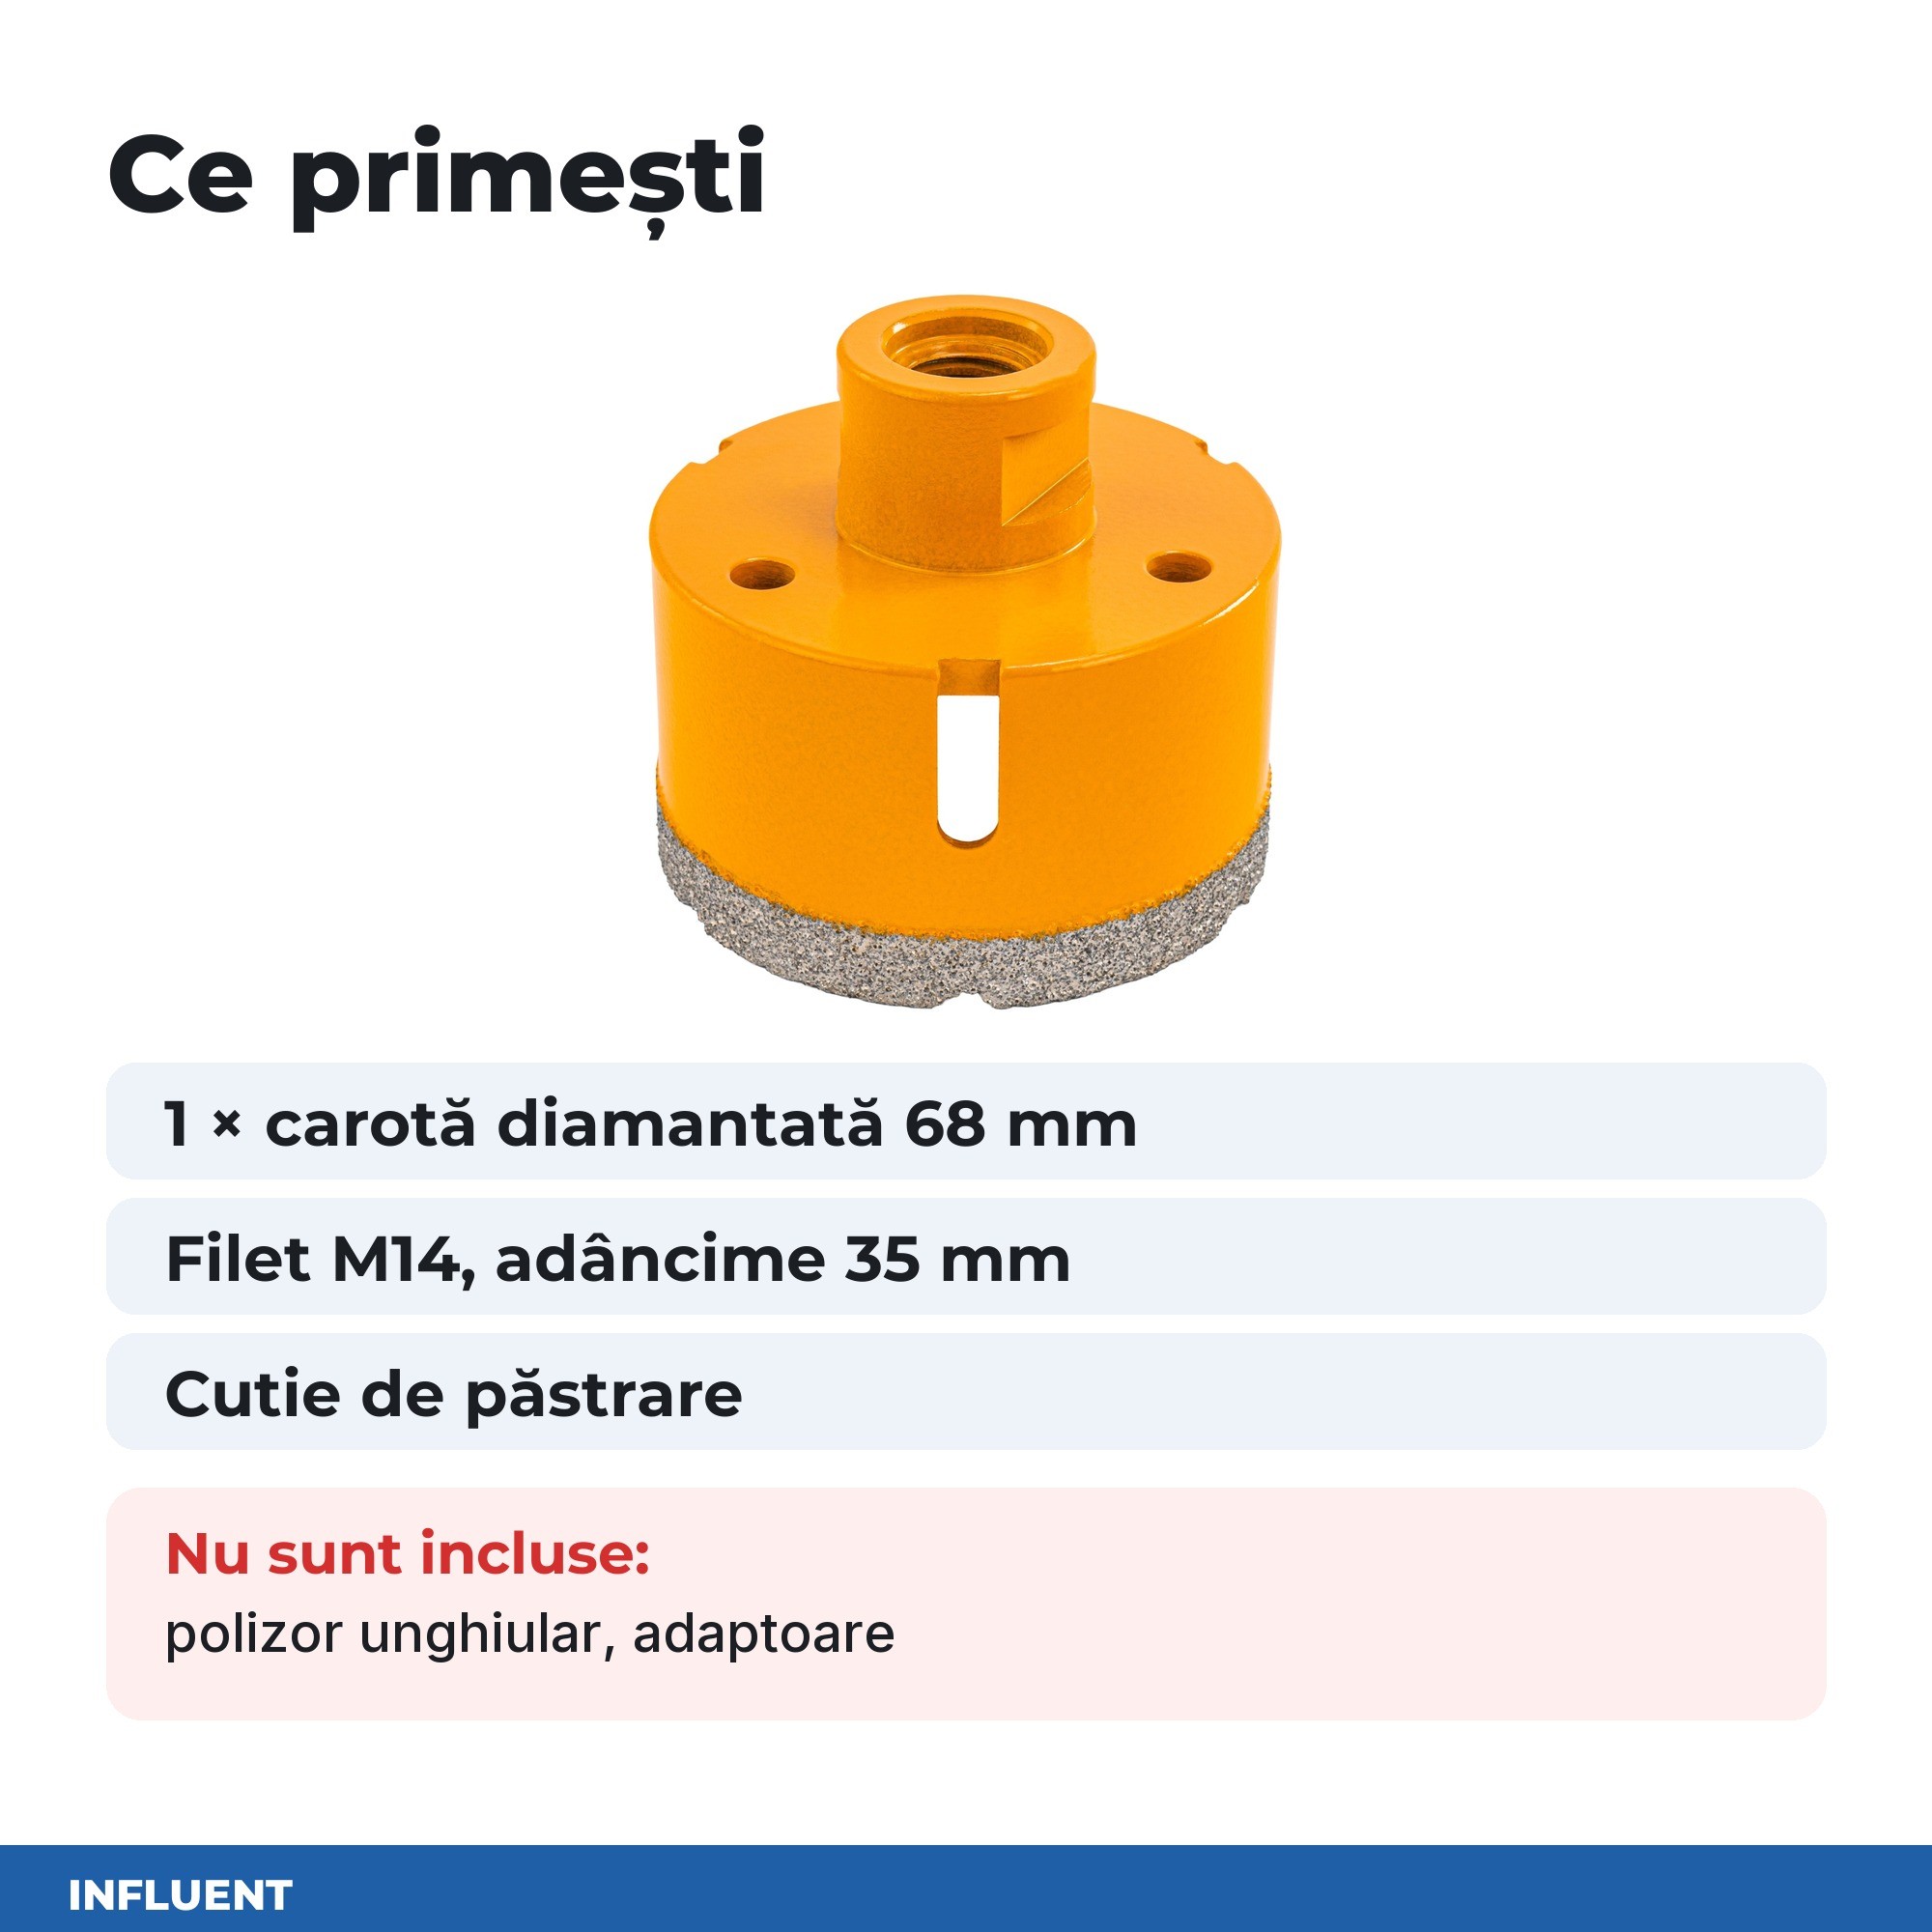 Ce primești
1 × carotă diamantată 68 mm
Filet M14, adâncime 35 mm
Cutie de păstrare
Nu sunt incluse:
polizor unghiular, adaptoare
INFLUENT